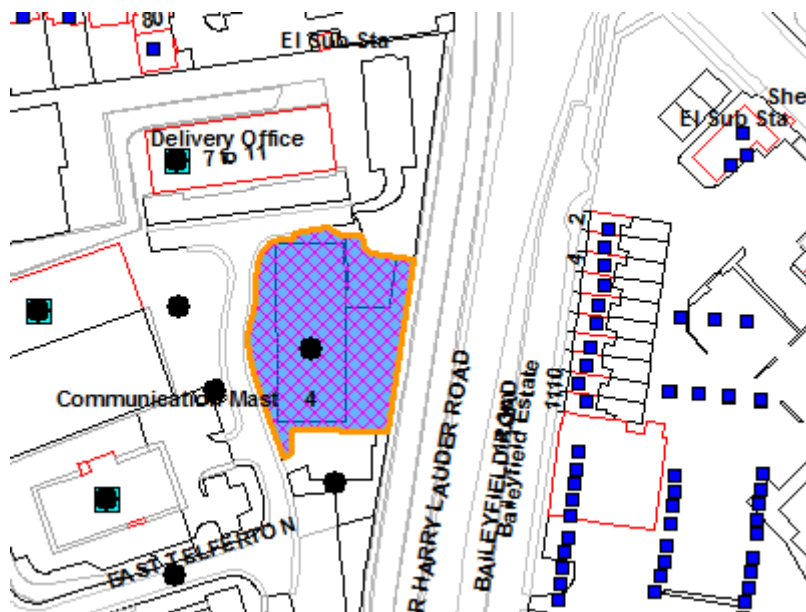 80
El Sub Sta
She
El Sub Sta
Delivery Office
7 to 11
2
4
Communication Mast
4
1110
R HARRY LAUDER ROAD
BAILEYFIELD ROAD
Baileyfield Estate
EAST TELFERTON